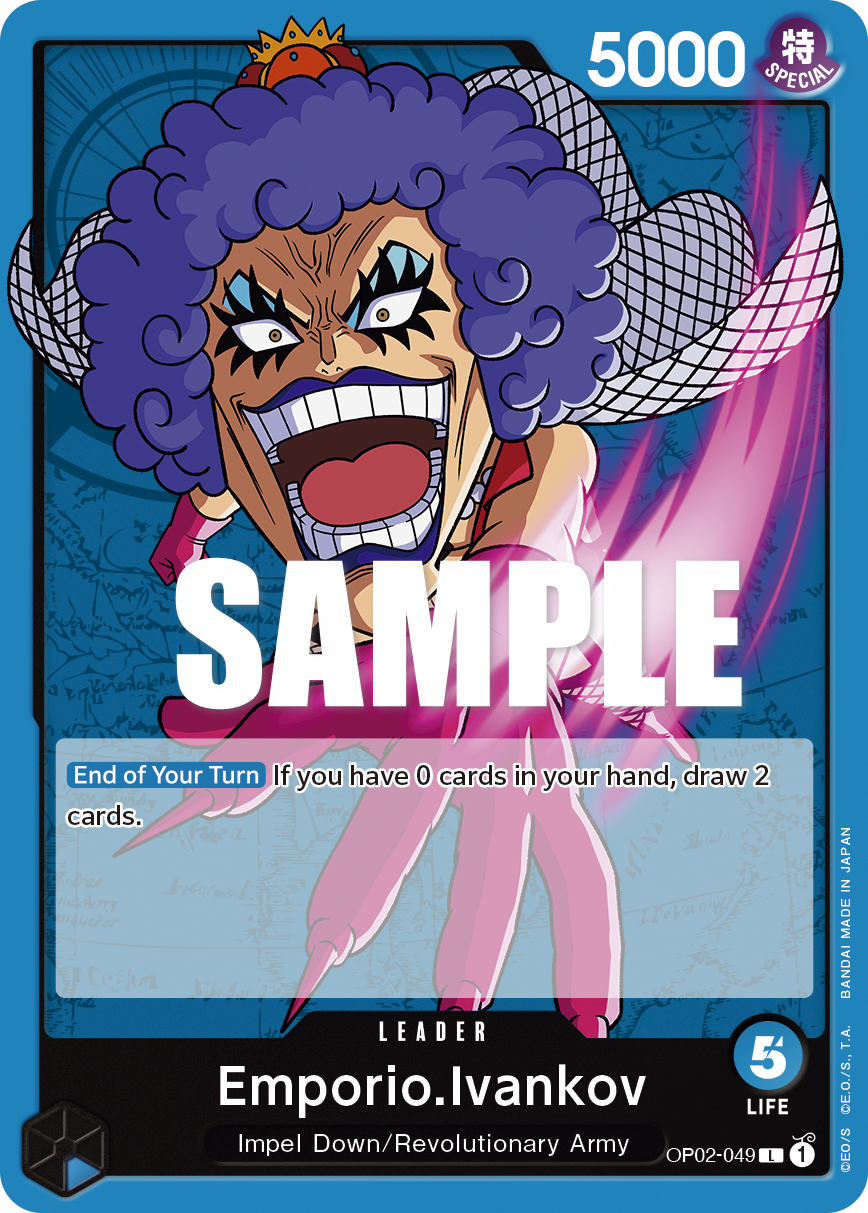 5000
特
SPECIAL
SAMPLE
End of Your Turn If you have 0 cards in your hand, draw 2
cards.
LEADER
Emporio.Ivankov
5
LIFE
Impel Down/Revolutionary Army
OP02-049 L 1
©EO/S ©E.O./S., T.A. BANDAI MADE IN JAPAN